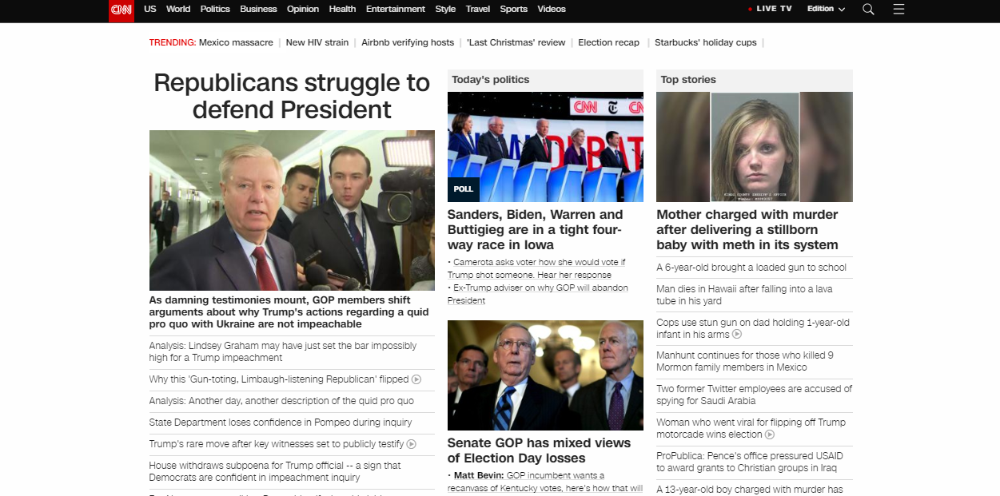 CNN US World Politics Business Opinion Health Entertainment Style Travel Sports Videos LIVE TV Edition
TRENDING: Mexico massacre | New HIV strain | Airbnb verifying hosts | 'Last Christmas' review | Election recap | Starbucks' holiday cups |
Republicans struggle to
defend President
As damning testimonies mount, GOP members shift
arguments about why Trump's actions regarding a quid
pro quo with Ukraine are not impeachable
Analysis: Lindsey Graham may have just set the bar impossibly
high for a Trump impeachment
Why this 'Gun-toting, Limbaugh-listening Republican' flipped
Analysis: Another day, another description of the quid pro quo
State Department loses confidence in Pompeo during inquiry
Trump's rare move after key witnesses set to publicly testify
House withdraws subpoena for Trump official -- a sign that
Democrats are confident in impeachment inquiry
Today's politics
CNN T CN
DEBAT
POLL
Sanders, Biden, Warren and
Buttigieg are in a tight four-
way race in Iowa
• Camerota asks voter how she would vote if
Trump shot someone. Hear her response
• Ex-Trump adviser on why GOP will abandon
President
Senate GOP has mixed views
of Election Day losses
• Matt Bevin: GOP incumbent wants a
recanvass of Kentucky votes, here's how that will
Top stories
Mother charged with murder
after delivering a stillborn
baby with meth in its system
A 6-year-old brought a loaded gun to school
Man dies in Hawaii after falling into a lava
tube in his yard
Cops use stun gun on dad holding 1-year-old
infant in his arms
Manhunt continues for those who killed 9
Mormon family members in Mexico
Two former Twitter employees are accused of
spying for Saudi Arabia
Woman who went viral for flipping off Trump
motorcade wins election
ProPublica: Pence's office pressured USAID
to award grants to Christian groups in Iraq
A 13-year-old boy charged with murder has